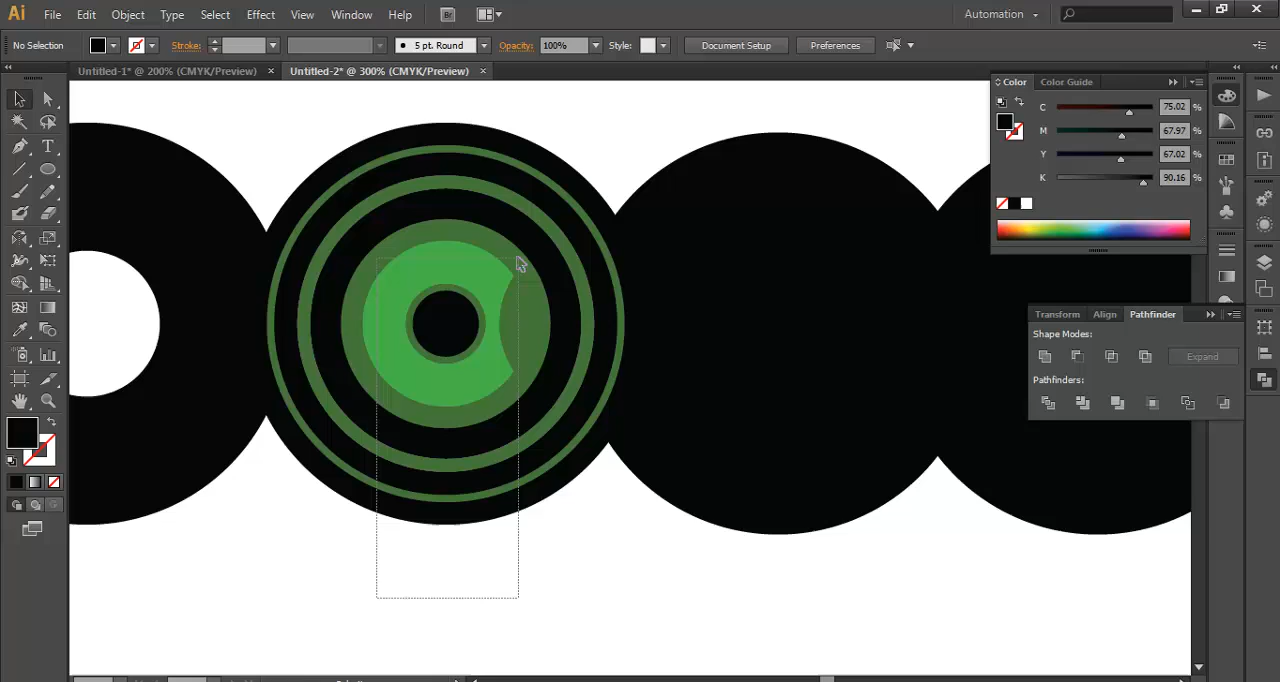 Ai File Edit Object Type Select Effect View Window Help Br Automation
No Selection Stroke: 5 pt. Round Opacity: 100% Style: Document Setup Preferences
Untitled-1* @ 200% (CMYK/Preview) × Untitled-2* @ 300% (CMYK/Preview) ×
Color Color Guide
C 75.02 %
M 67.97 %
Y 67.02 %
K 90.16 %
Transform Align Pathfinder
Shape Modes:
Expand
Pathfinders: